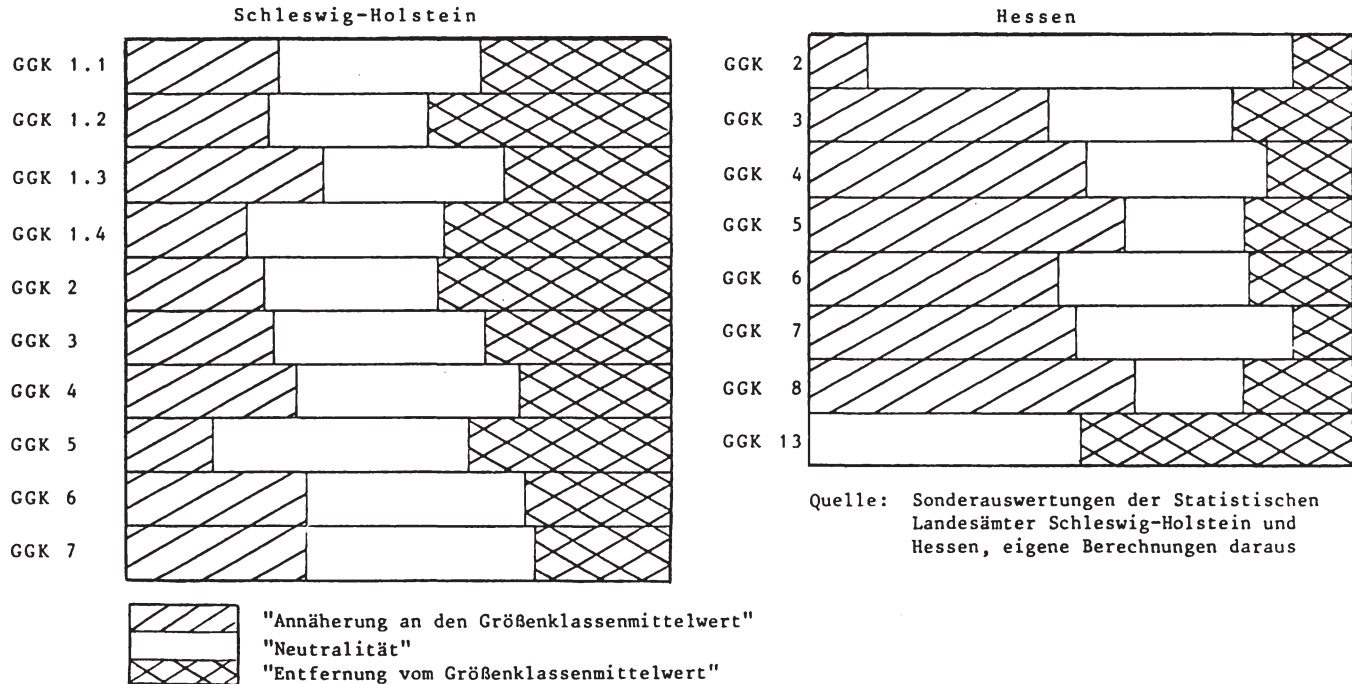 Schleswig-Holstein
GGK 1.1
GGK 1.2
GGK 1.3
GGK 1.4
GGK 2
GGK 3
GGK 4
GGK 5
GGK 6
GGK 7
Hessen
GGK 2
GGK 3
GGK 4
GGK 5
GGK 6
GGK 7
GGK 8
GGK 13
Quelle: Sonderauswertungen der Statistischen
Landesämter Schleswig-Holstein und
Hessen, eigene Berechnungen daraus
"Annäherung an den Größenklassenmittelwert"
"Neutralität"
"Entfernung vom Größenklassenmittelwert"